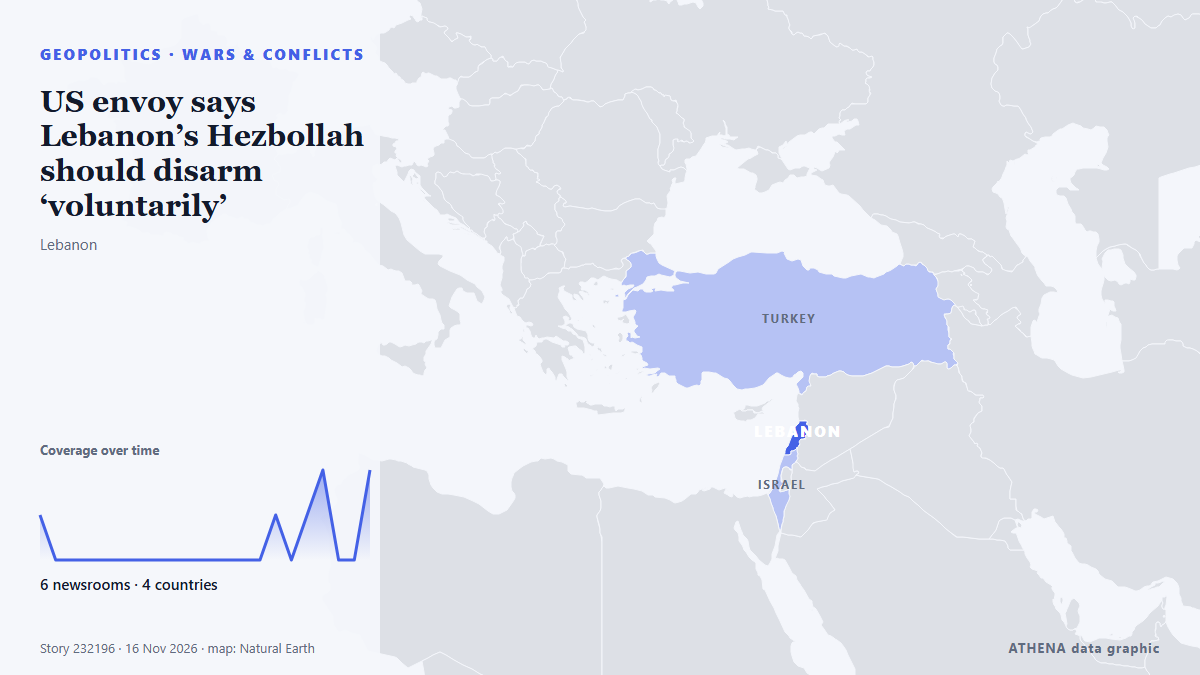 GEOPOLITICS · WARS & CONFLICTS
US envoy says
Lebanon’s Hezbollah
should disarm
‘voluntarily’
Lebanon
TURKEY
LEBANON
ISRAEL
Coverage over time
6 newsrooms · 4 countries
Story 232196 · 16 Nov 2026 · map: Natural Earth
ATHENA data graphic